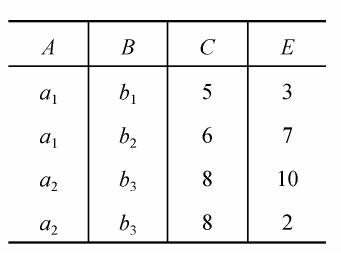 A B C E
a₁ b₁ 5 3
a₁ b₂ 6 7
a₂ b₃ 8 10
a₂ b₃ 8 2